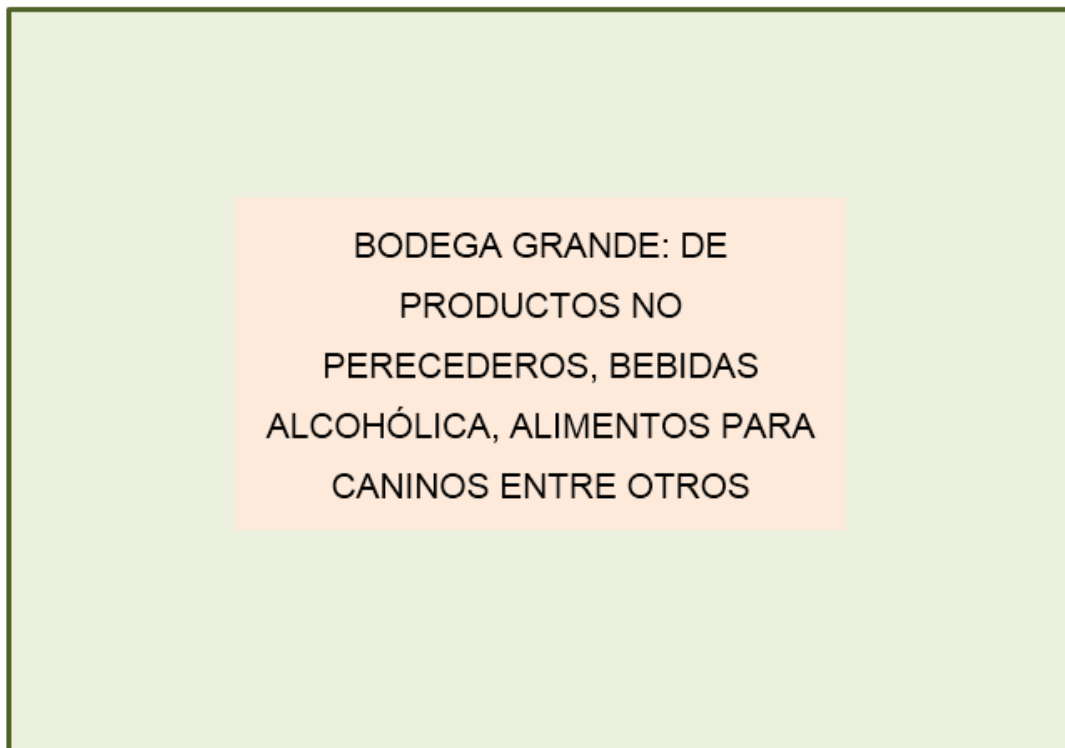 BODEGA GRANDE: DE
PRODUCTOS NO
PERECEDEROS, BEBIDAS
ALCOHÓLICA, ALIMENTOS PARA
CANINOS ENTRE OTROS